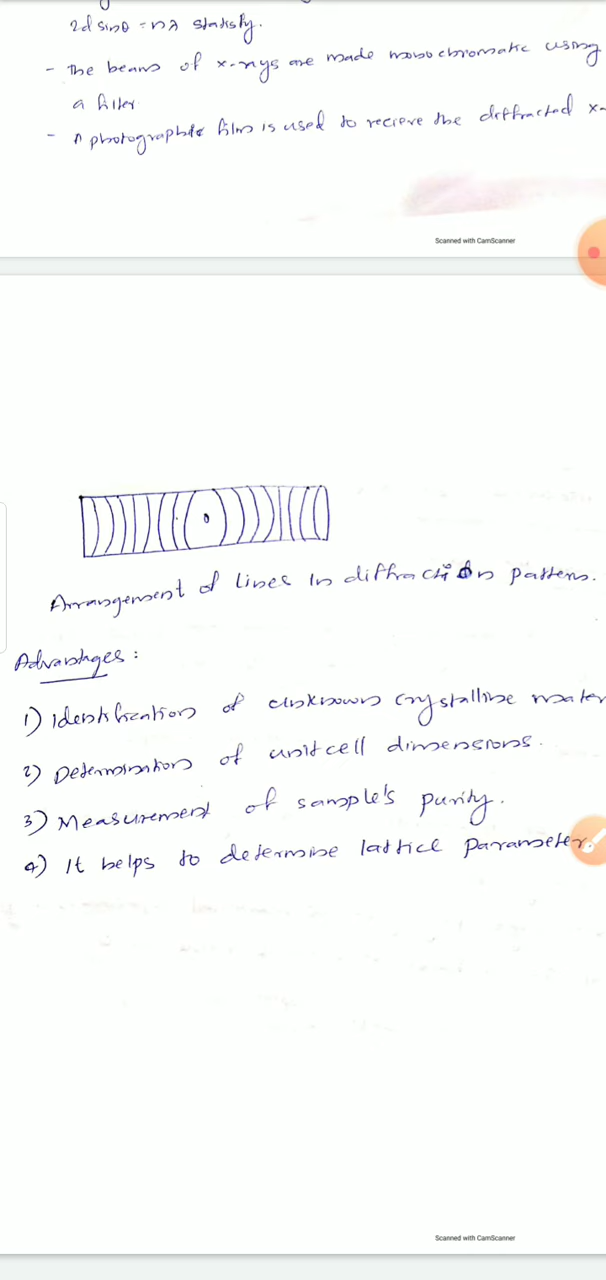 2d sinθ = nλ statisfy.
- The beams of x-rays are made monochromatic using
a filter
- A photographic film is used to recieve the diffracted x-
Scanned with CamScanner
Arrangement of lines in diffraction pattern.
Advantages :
1) identification of unknown crystalline mater
2) Determination of unit cell dimensions.
3) Measurement of sample's purity.
4) It helps to determine lattice parameter.
Scanned with CamScanner